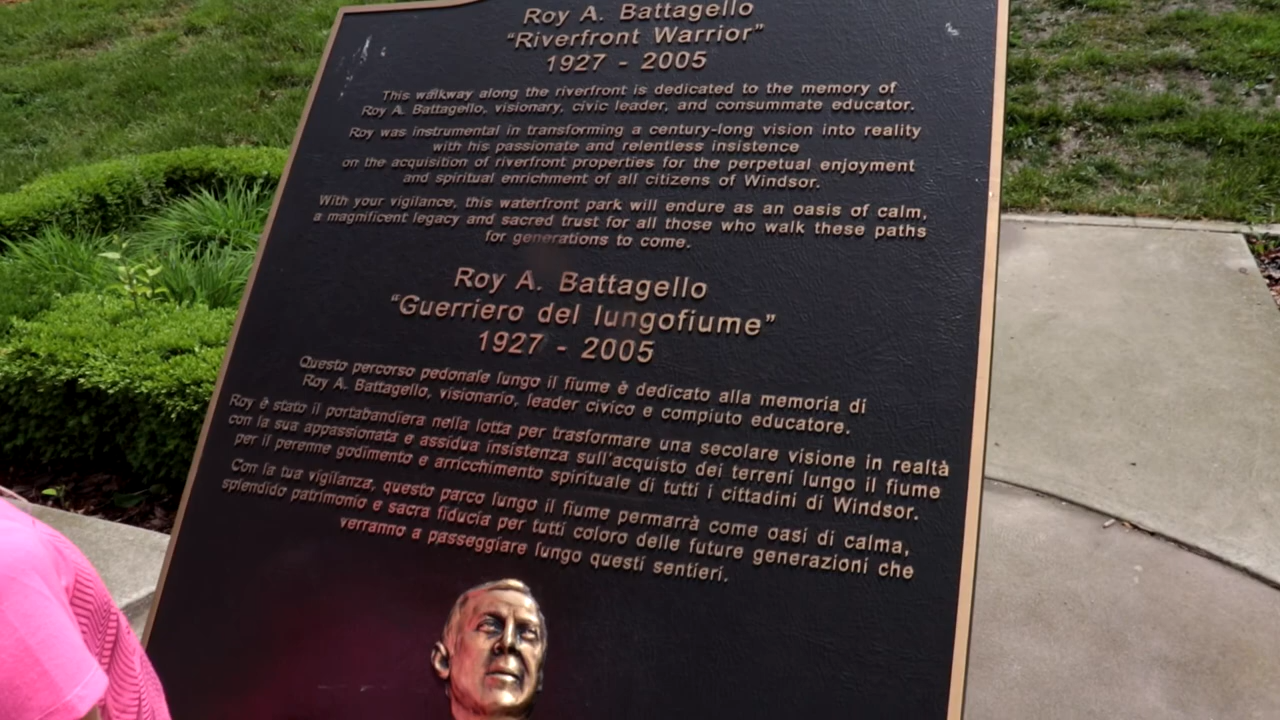 Roy A. Battagello
"Riverfront Warrior"
1927 - 2005
This walkway along the riverfront is dedicated to the memory of
Roy A. Battagello, visionary, civic leader, and consummate educator.
Roy was instrumental in transforming a century-long vision into reality
with his passionate and relentless insistence
on the acquisition of riverfront properties for the perpetual enjoyment
and spiritual enrichment of all citizens of Windsor.
With your vigilance, this waterfront park will endure as an oasis of calm,
a magnificent legacy and sacred trust for all those who walk these paths
for generations to come.
Roy A. Battagello
"Guerriero del lungofiume"
1927 - 2005
Questo percorso pedonale lungo il fiume è dedicato alla memoria di
Roy A. Battagello, visionario, leader civico e compiuto educatore.
Roy è stato il portabandiera nella lotta per trasformare una secolare visione in realtà
con la sua appassionata e assidua insistenza sull'acquisto dei terreni lungo il fiume
per il perenne godimento e arricchimento spirituale di tutti i cittadini di Windsor.
Con la tua vigilanza, questo parco lungo il fiume permarrà come oasi di calma,
splendido patrimonio e sacra fiducia per tutti coloro delle future generazioni che
verranno a passeggiare lungo questi sentieri.